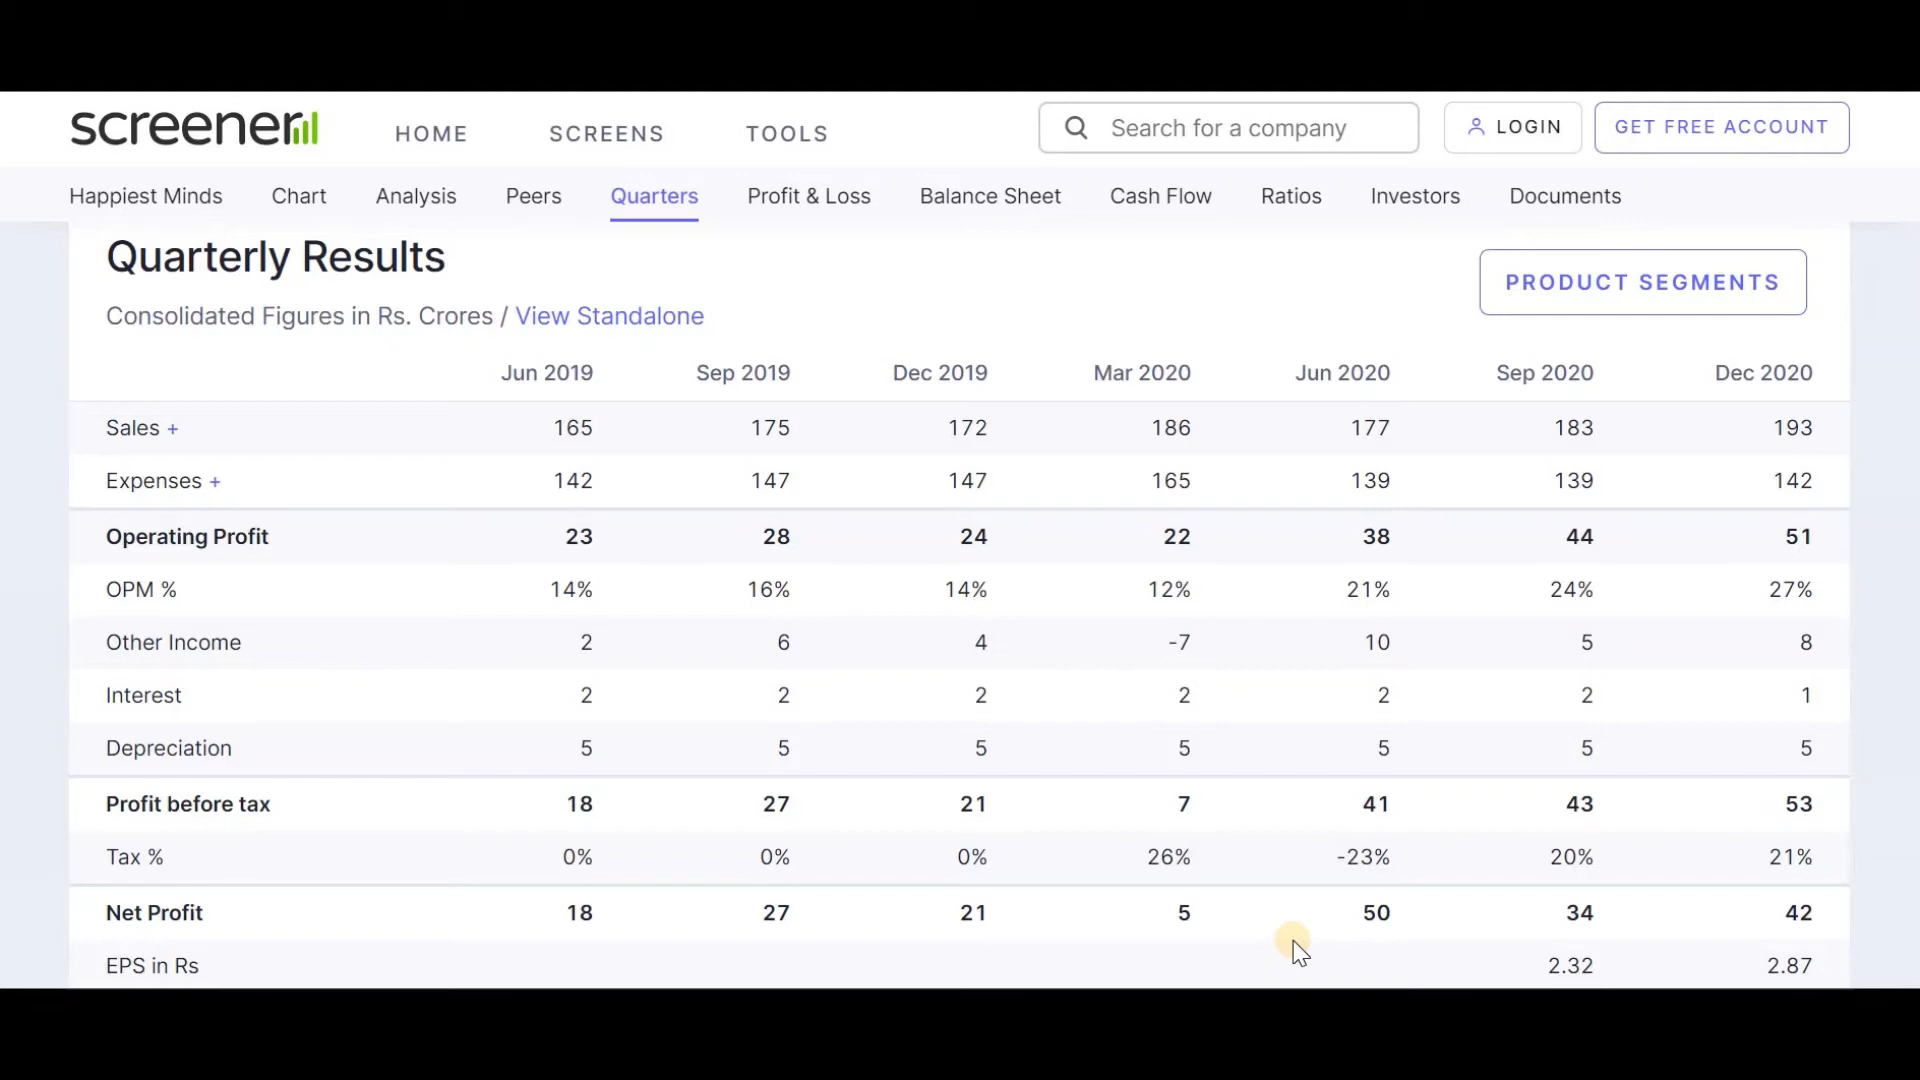 screener HOME SCREENS TOOLS Search for a company LOGIN GET FREE ACCOUNT
Happiest Minds Chart Analysis Peers Quarters Profit & Loss Balance Sheet Cash Flow Ratios Investors Documents
Quarterly Results
PRODUCT SEGMENTS
Consolidated Figures in Rs. Crores / View Standalone
Jun 2019 Sep 2019 Dec 2019 Mar 2020 Jun 2020 Sep 2020 Dec 2020
Sales + 165 175 172 186 177 183 193
Expenses + 142 147 147 165 139 139 142
Operating Profit 23 28 24 22 38 44 51
OPM % 14% 16% 14% 12% 21% 24% 27%
Other Income 2 6 4 -7 10 5 8
Interest 2 2 2 2 2 2 1
Depreciation 5 5 5 5 5 5 5
Profit before tax 18 27 21 7 41 43 53
Tax % 0% 0% 0% 26% -23% 20% 21%
Net Profit 18 27 21 5 50 34 42
EPS in Rs 2.32 2.87